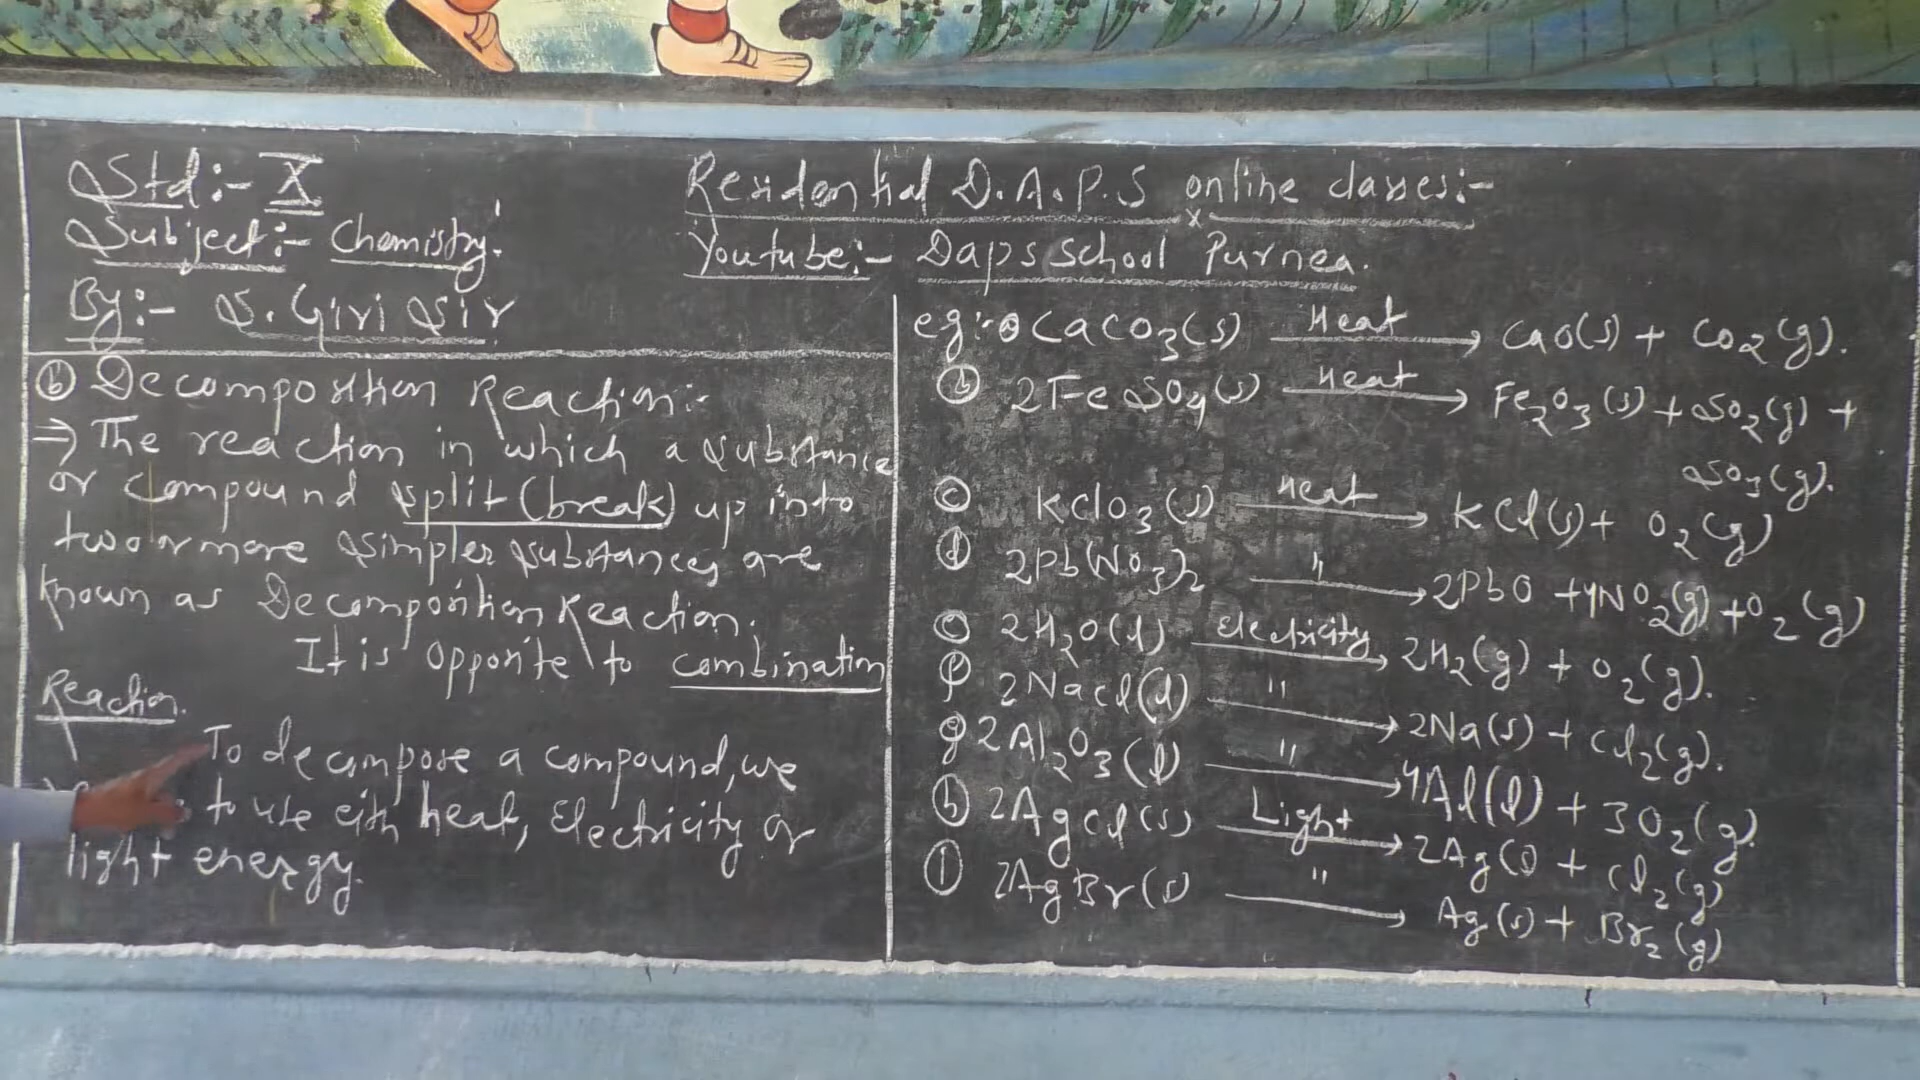 Std:- X
Subject:- Chemistry.
By:- S. Giri Sir
Residential D.A.P.S online classes:-
Youtube:- Daps School Purnea.
(b) Decomposition Reaction:-
⇒ The reaction in which a substance
or compound split (break) up into
two or more simpler substances are
known as Decomposition Reaction.
It is opposite to combination
Reaction.
To decompose a compound, we
to use eith heat, Electricity or
light energy.
eg:- CaCO3(s) Heat → CaO(s) + CO2(g).
(b) 2FeSO4(s) Heat → Fe2O3(s) + SO2(g) +
SO3(g).
(c) KClO3(s) Heat → KCl(s) + O2(g)
(d) 2Pb(NO3)2 " → 2PbO + 4NO2(g) + O2(g)
(e) 2H2O(l) Electricity → 2H2(g) + O2(g).
(f) 2NaCl(l) " → 2Na(s) + Cl2(g).
(g) 2Al2O3(l) " → 4Al(l) + 3O2(g).
(h) 2AgCl(s) Light → 2Ag(s) + Cl2(g)
(i) 2AgBr(s) " → Ag(s) + Br2(g)